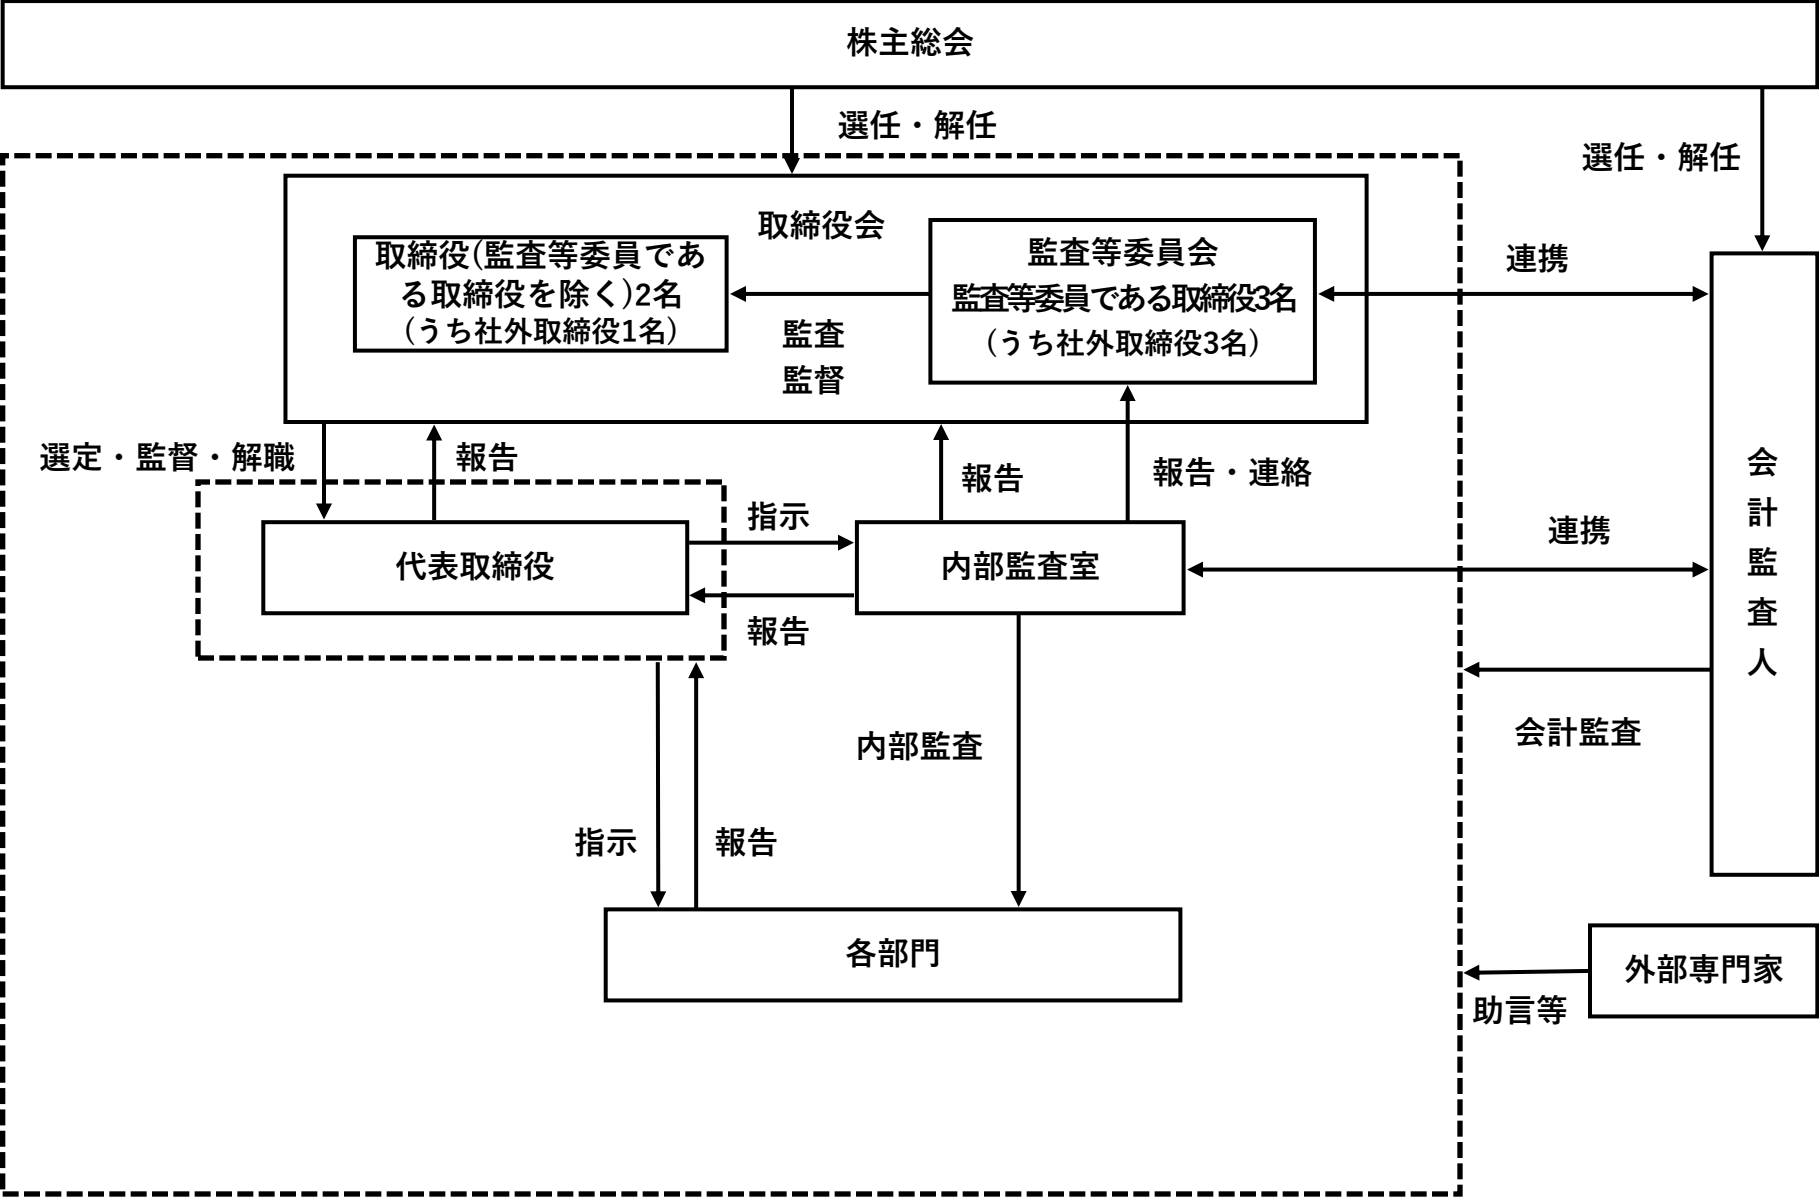 株主総会
選任・解任
選任・解任
取締役会
取締役(監査等委員であ
る取締役を除く)2名
(うち社外取締役1名)
監査
監督
監査等委員会
監査等委員である取締役3名
(うち社外取締役3名)
連携
選定・監督・解職
報告
報告
報告・連絡
指示
代表取締役
内部監査室
報告
連携
会
計
監
査
人
会計監査
内部監査
指示
報告
各部門
外部専門家
助言等